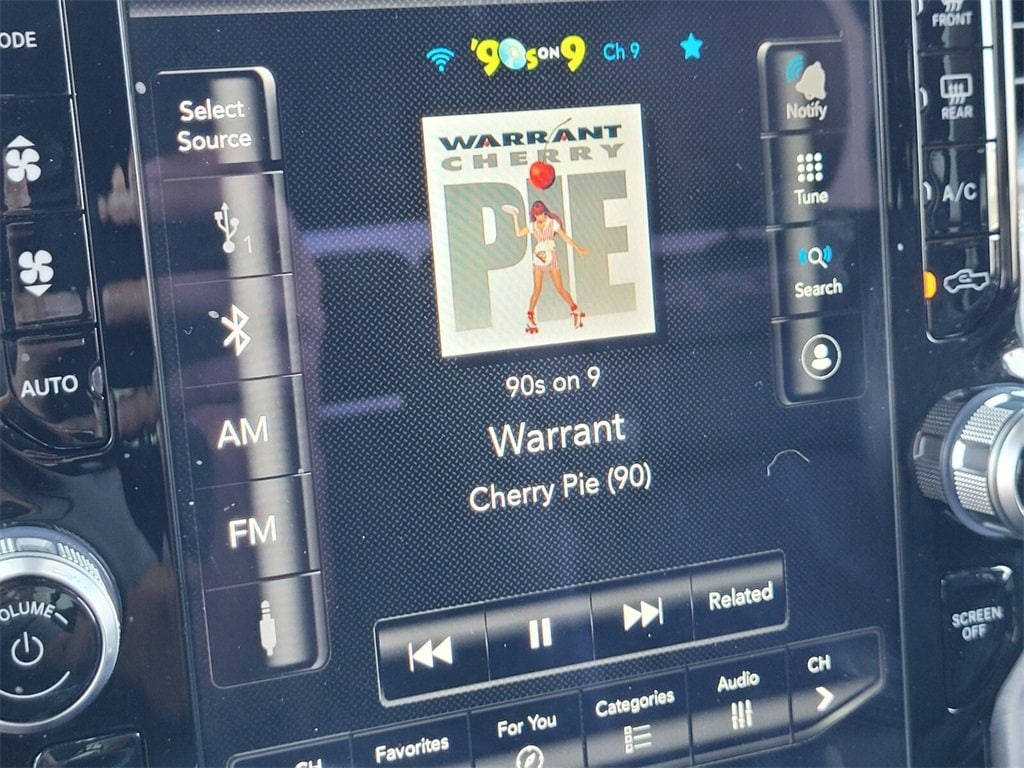 ODE
AUTO
VOLUME
Select
Source
1
AM
FM
'90s ON 9 Ch 9
WARRANT
CHERRY
PIE
90s on 9
Warrant
Cherry Pie (90)
Related
CH
Favorites
For You
Categories
Audio
CH
Notify
Tune
Search
FRONT
REAR
A/C
SCREEN
OFF